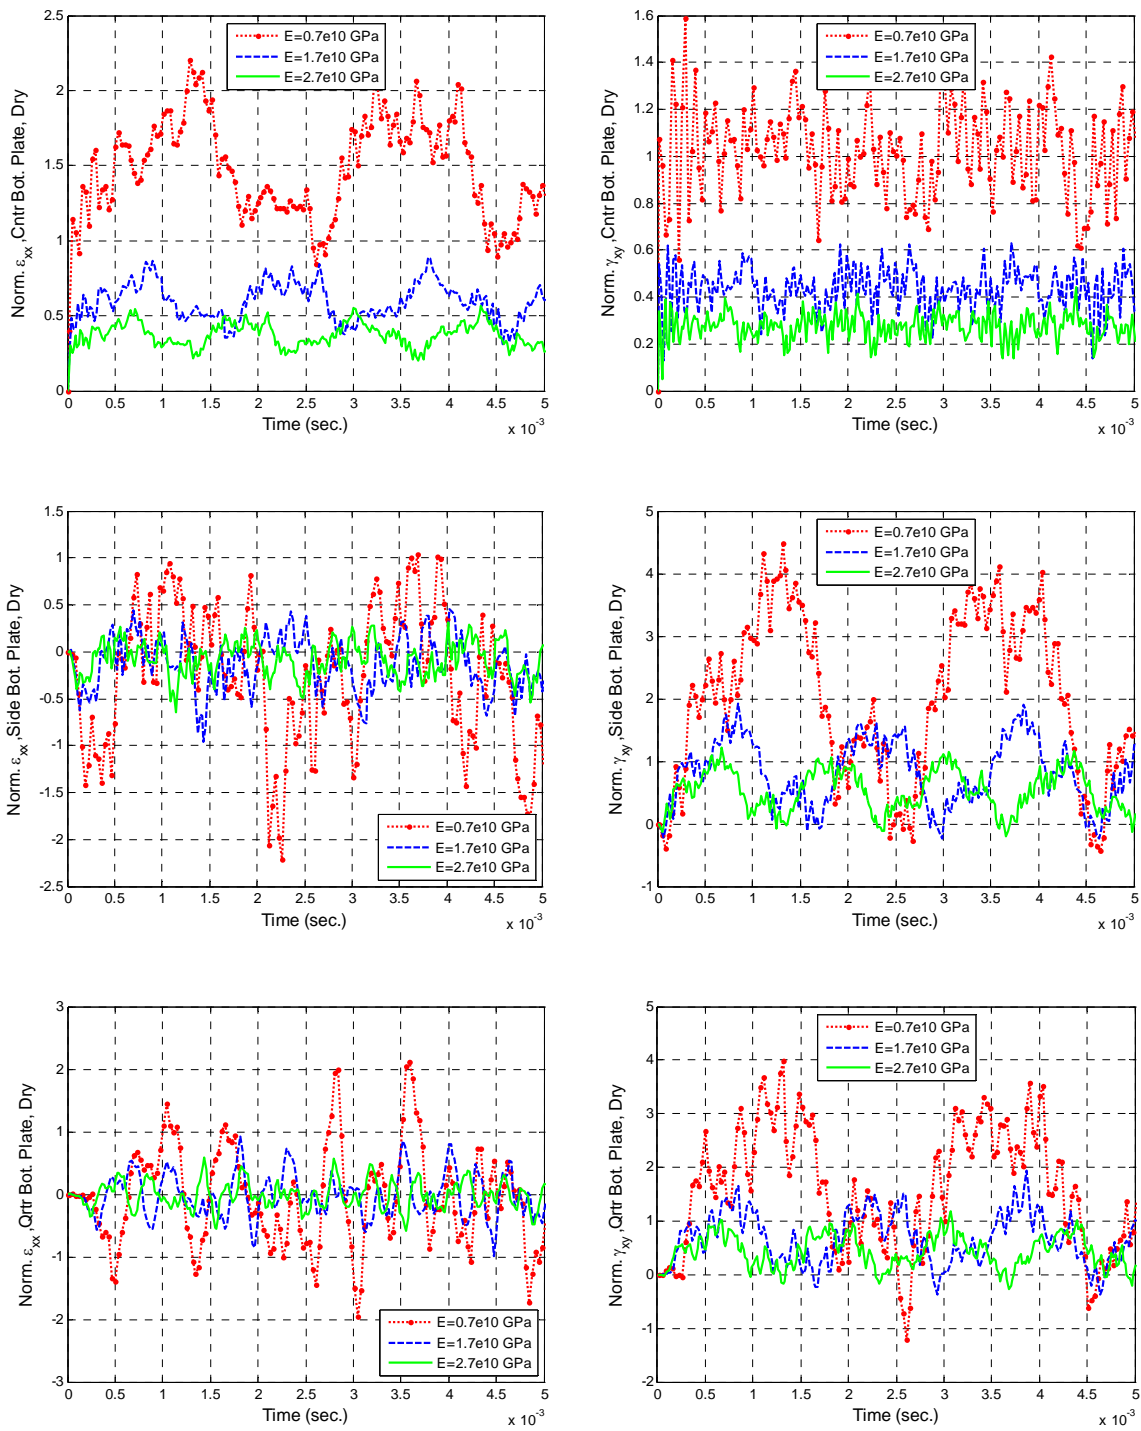 2.5
2
1.5
1
0.5
0
Norm. εxx ,Cntr Bot. Plate, Dry
E=0.7e10 GPa
E=1.7e10 GPa
E=2.7e10 GPa
0 0.5 1 1.5 2 2.5 3 3.5 4 4.5 5
Time (sec.)
x 10-3
1.6
1.4
1.2
1
0.8
0.6
0.4
0.2
0
Norm. γxy ,Cntr Bot. Plate, Dry
E=0.7e10 GPa
E=1.7e10 GPa
E=2.7e10 GPa
0 0.5 1 1.5 2 2.5 3 3.5 4 4.5 5
Time (sec.)
x 10-3
1.5
1
0.5
0
-0.5
-1
-1.5
-2
-2.5
Norm. εxx ,Side Bot. Plate, Dry
E=0.7e10 GPa
E=1.7e10 GPa
E=2.7e10 GPa
0 0.5 1 1.5 2 2.5 3 3.5 4 4.5 5
Time (sec.)
x 10-3
5
4
3
2
1
0
-1
Norm. γxy ,Side Bot. Plate, Dry
E=0.7e10 GPa
E=1.7e10 GPa
E=2.7e10 GPa
0 0.5 1 1.5 2 2.5 3 3.5 4 4.5 5
Time (sec.)
x 10-3
3
2
1
0
-1
-2
-3
Norm. εxx ,Qrtr Bot. Plate, Dry
E=0.7e10 GPa
E=1.7e10 GPa
E=2.7e10 GPa
0 0.5 1 1.5 2 2.5 3 3.5 4 4.5 5
Time (sec.)
x 10-3
5
4
3
2
1
0
-1
-2
Norm. γxy ,Qrtr Bot. Plate, Dry
E=0.7e10 GPa
E=1.7e10 GPa
E=2.7e10 GPa
0 0.5 1 1.5 2 2.5 3 3.5 4 4.5 5
Time (sec.)
x 10-3